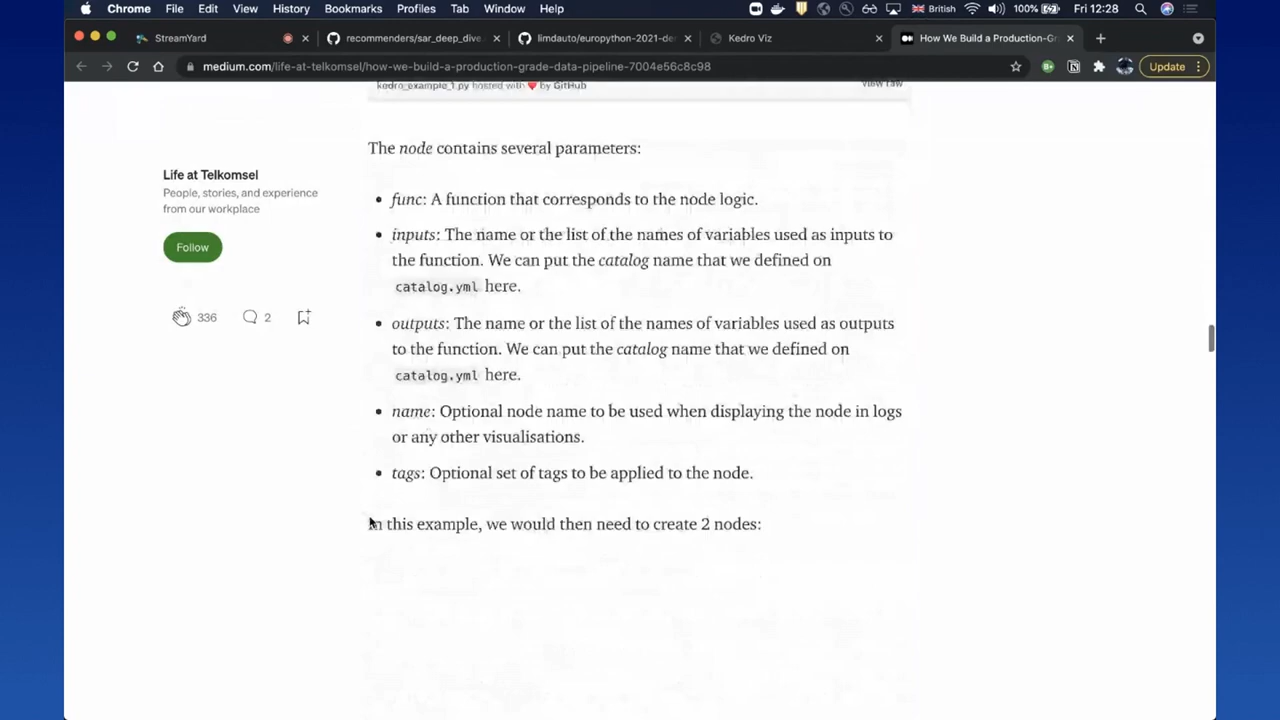 Chrome File Edit View History Bookmarks Profiles Tab Window Help British 100% Fri 12:28
StreamYard recommenders/sar_deep_dive. limdauto/europython-2021-de Kedro Viz How We Build a Production-Gr
medium.com/life-at-telkomsel/how-we-build-a-production-grade-data-pipeline-7004e56c8c98 Update
kedro_example_1.py hosted with ❤ by GitHub view raw
The node contains several parameters:
Life at Telkomsel
People, stories, and experience
from our workplace
Follow
336 2
• func: A function that corresponds to the node logic.
• inputs: The name or the list of the names of variables used as inputs to
the function. We can put the catalog name that we defined on
catalog.yml here.
• outputs: The name or the list of the names of variables used as outputs
to the function. We can put the catalog name that we defined on
catalog.yml here.
• name: Optional node name to be used when displaying the node in logs
or any other visualisations.
• tags: Optional set of tags to be applied to the node.
In this example, we would then need to create 2 nodes: